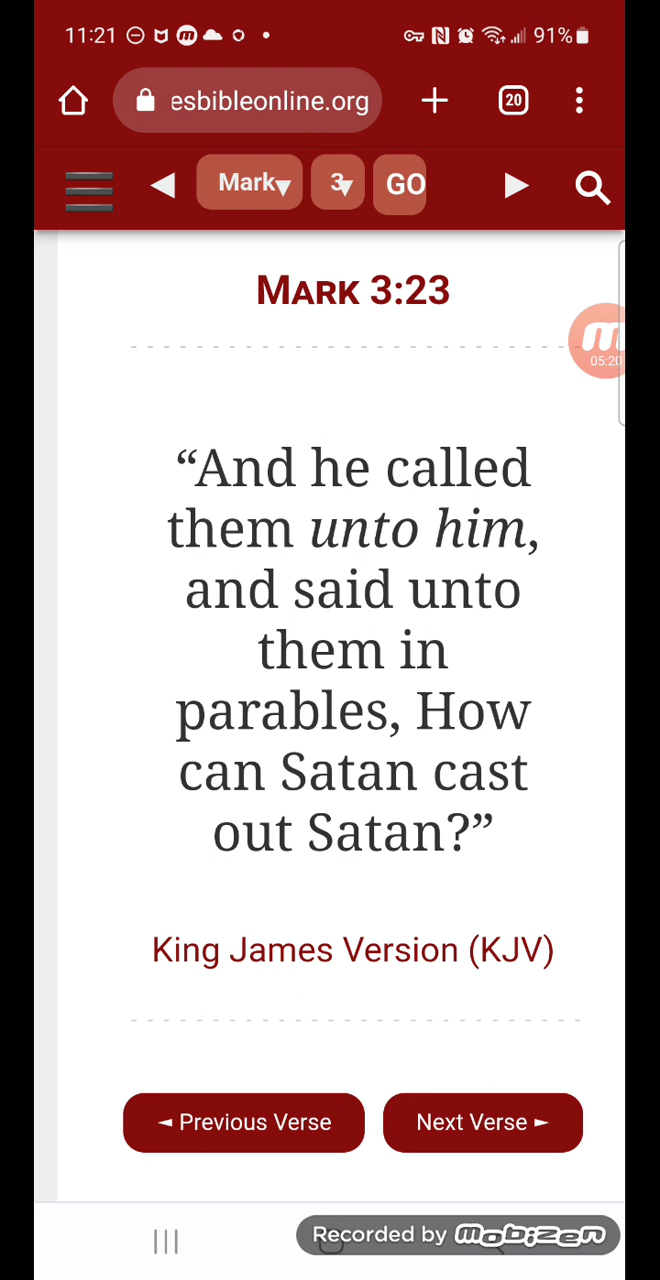 11:21 91%
esbibleonline.org 20
Mark 3 GO
MARK 3:23
05:20
“And he called
them unto him,
and said unto
them in
parables, How
can Satan cast
out Satan?”
King James Version (KJV)
◄ Previous Verse Next Verse ►
Recorded by mobizen